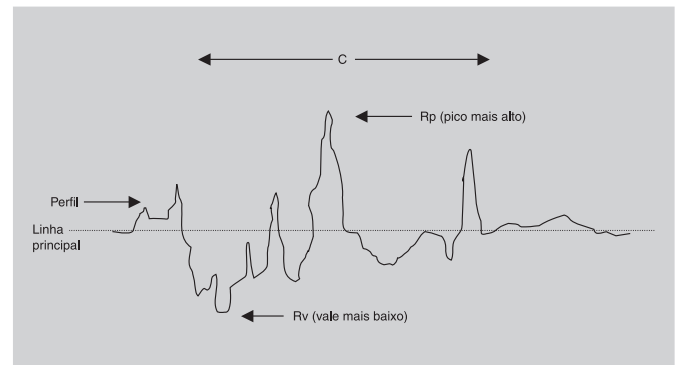 C
Rp (pico mais alto)
Perfil
Linha
principal
Rv (vale mais baixo)